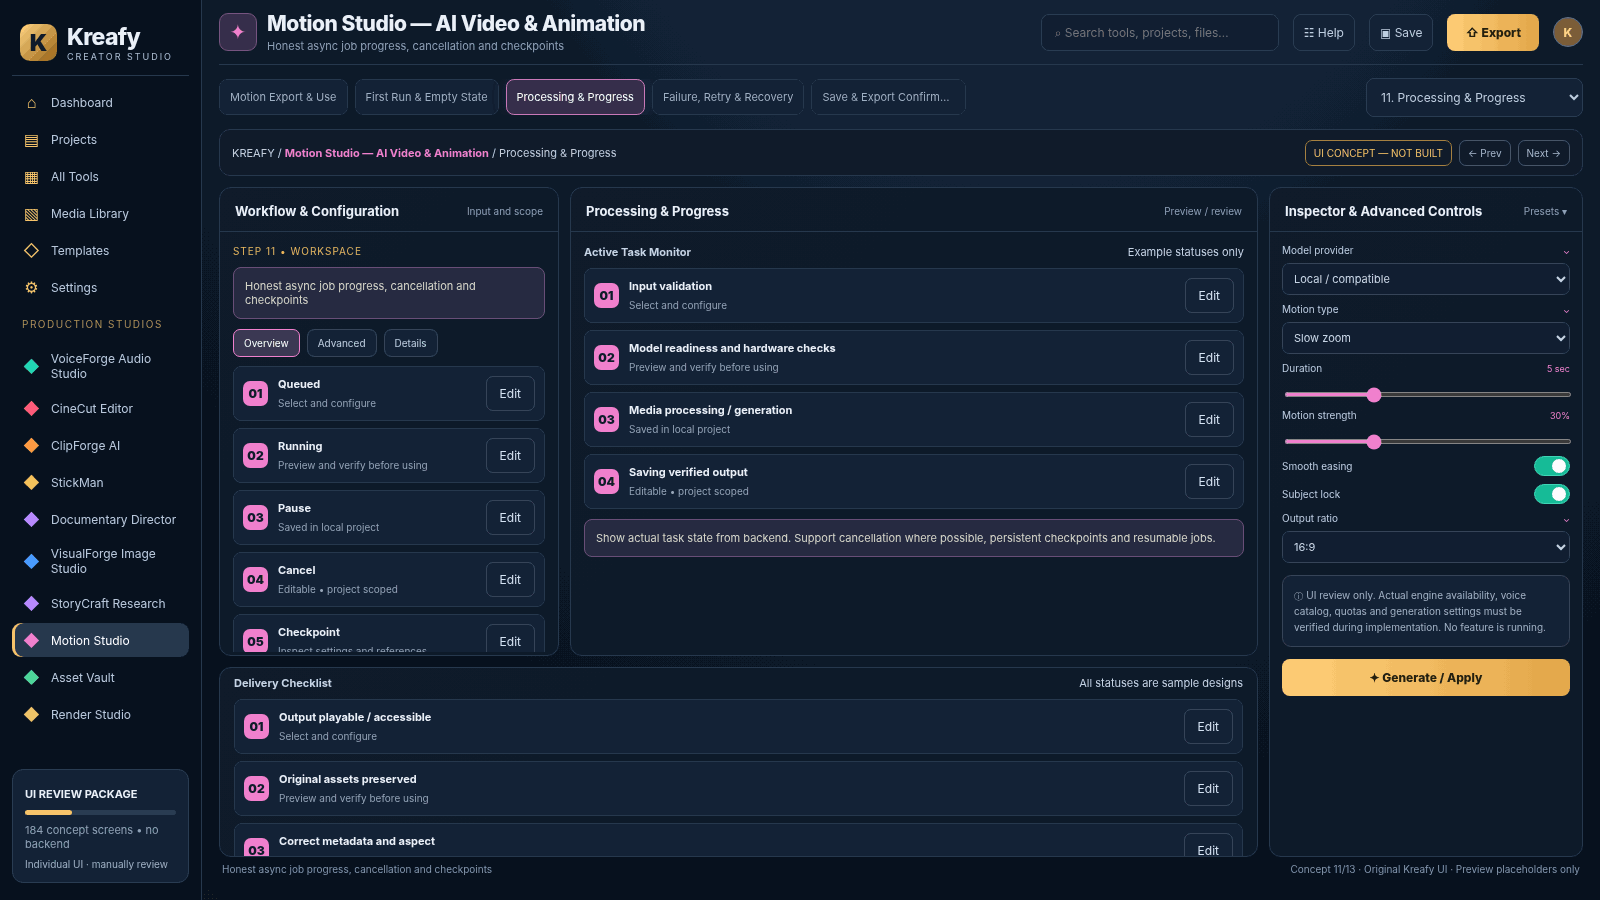 K
Kreafy
CREATOR STUDIO
Dashboard
Projects
All Tools
Media Library
Templates
Settings
PRODUCTION STUDIOS
VoiceForge Audio
Studio
CineCut Editor
ClipForge AI
StickMan
Documentary Director
VisualForge Image
Studio
StoryCraft Research
Motion Studio
Asset Vault
Render Studio
UI REVIEW PACKAGE
184 concept screens • no
backend
Individual UI · manually review
Motion Studio — AI Video & Animation
Honest async job progress, cancellation and checkpoints
Search tools, projects, files...
Help
Save
Export
K
Motion Export & Use
First Run & Empty State
Processing & Progress
Failure, Retry & Recovery
Save & Export Confirm...
11. Processing & Progress
KREAFY / Motion Studio — AI Video & Animation / Processing & Progress
UI CONCEPT — NOT BUILT
← Prev
Next →
Workflow & Configuration
Input and scope
STEP 11 • WORKSPACE
Honest async job progress, cancellation and
checkpoints
Overview
Advanced
Details
01
Queued
Select and configure
Edit
02
Running
Preview and verify before using
Edit
03
Pause
Saved in local project
Edit
04
Cancel
Editable • project scoped
Edit
05
Checkpoint
Inspect settings and references
Edit
Processing & Progress
Preview / review
Active Task Monitor
Example statuses only
01
Input validation
Select and configure
Edit
02
Model readiness and hardware checks
Preview and verify before using
Edit
03
Media processing / generation
Saved in local project
Edit
04
Saving verified output
Editable • project scoped
Edit
Show actual task state from backend. Support cancellation where possible, persistent checkpoints and resumable jobs.
Delivery Checklist
All statuses are sample designs
01
Output playable / accessible
Select and configure
Edit
02
Original assets preserved
Preview and verify before using
Edit
03
Correct metadata and aspect
Edit
Inspector & Advanced Controls
Presets ▾
Model provider
Local / compatible
Motion type
Slow zoom
Duration
5 sec
Motion strength
30%
Smooth easing
Subject lock
Output ratio
16:9
ⓘ UI review only. Actual engine availability, voice
catalog, quotas and generation settings must be
verified during implementation. No feature is running.
✦ Generate / Apply
Honest async job progress, cancellation and checkpoints
Concept 11/13 · Original Kreafy UI · Preview placeholders only